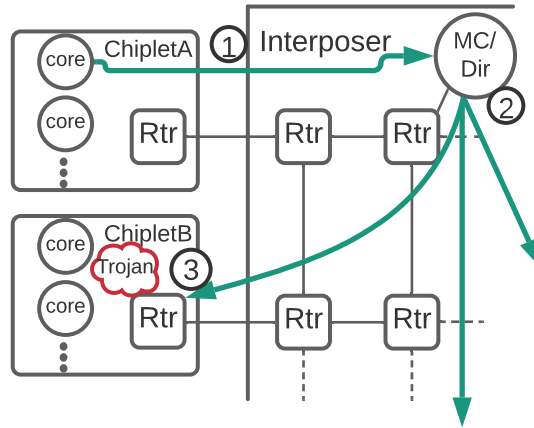 core
ChipletA
1
Interposer
MC/
Dir
core
Rtr
Rtr
Rtr
2
core
ChipletB
Trojan
3
core
Rtr
Rtr
Rtr